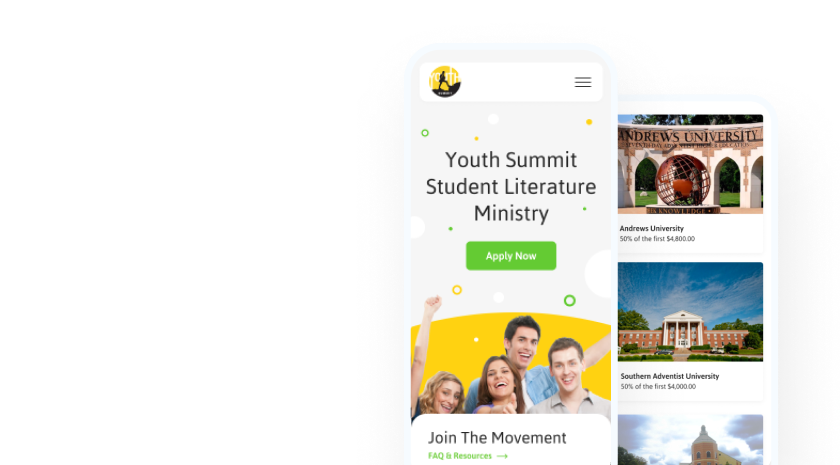 Youth Summit
Student Literature
Ministry
Apply Now
Join The Movement
FAQ & Resources
ANDREWS UNIVERSITY
Andrews University
50% of the first $4,800.00
Southern Adventist University
50% of the first $4,000.00